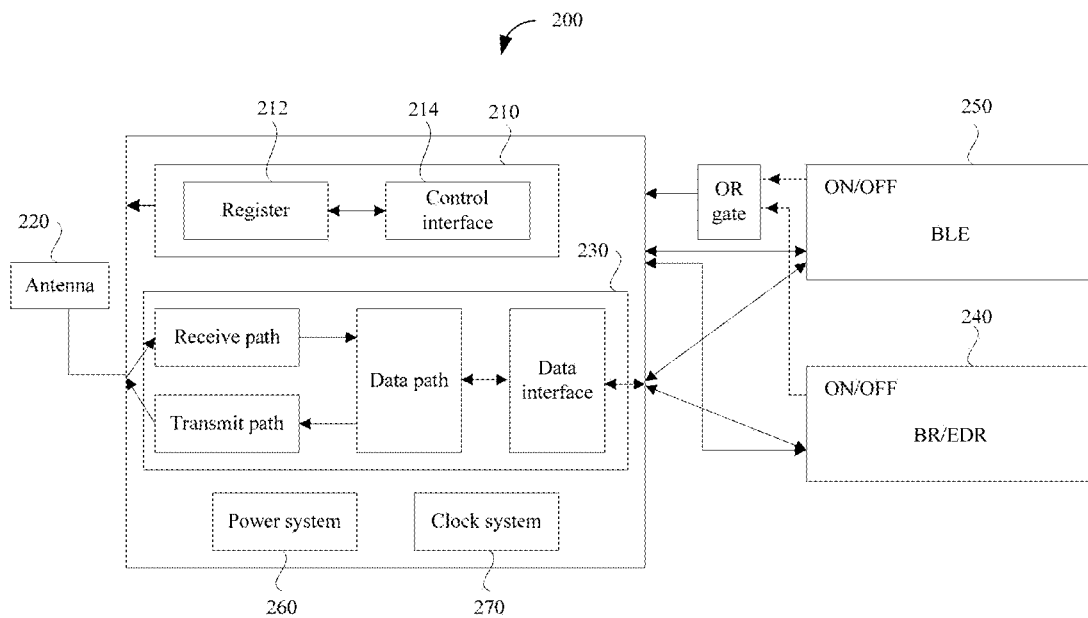 200
212
214
210
250
Register
Control
interface
OR
gate
ON/OFF
BLE
220
Antenna
230
Receive path
Data path
Data
interface
Transmit path
240
ON/OFF
BR/EDR
Power system
Clock system
260
270